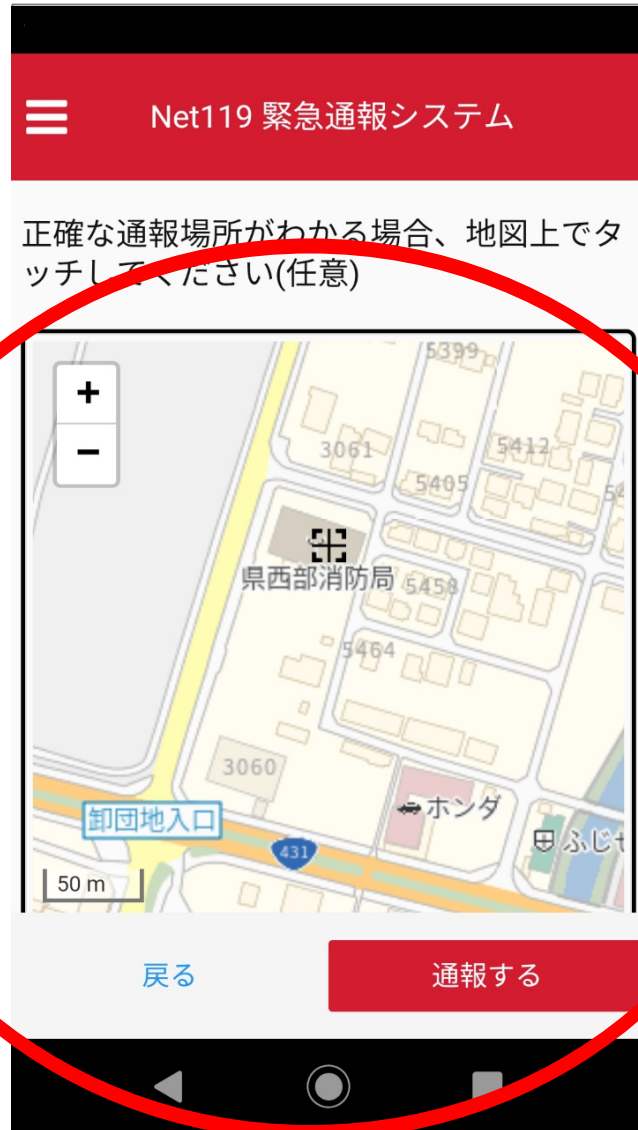 Net119 緊急通報システム
正確な通報場所がわかる場合、地図上でタ
ッチしてください(任意)
+
−
5399
3061
5412
5405
県西部消防局
5458
5464
3060
ホンダ
卸団地入口
431
50 m
戻る
通報する